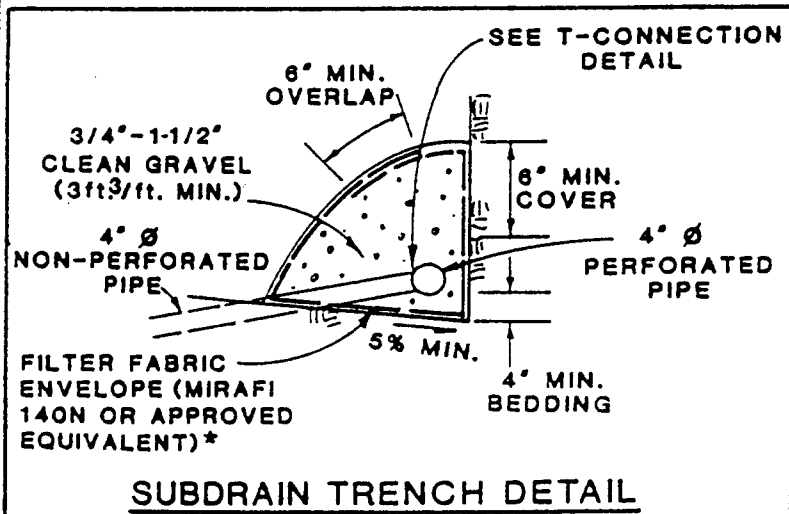 SEE T-CONNECTION
DETAIL
6" MIN.
OVERLAP
3/4"-1-1/2"
CLEAN GRAVEL
(3ft³/ft. MIN.)
6" MIN.
COVER
4" Ø
NON-PERFORATED
PIPE
4" Ø
PERFORATED
PIPE
5% MIN.
FILTER FABRIC
ENVELOPE (MIRAFI
140N OR APPROVED
EQUIVALENT)*
4" MIN.
BEDDING
SUBDRAIN TRENCH DETAIL